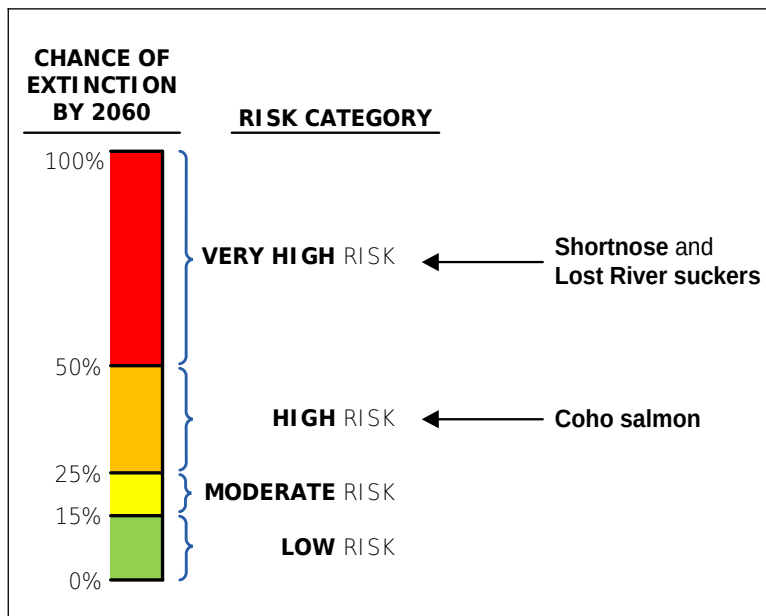 CHANCE OF
EXTINCTION
BY 2060
RISK CATEGORY
100%
VERY HIGH RISK
Shortnose and
Lost River suckers
50%
HIGH RISK
Coho salmon
25%
MODERATE RISK
15%
LOW RISK
0%